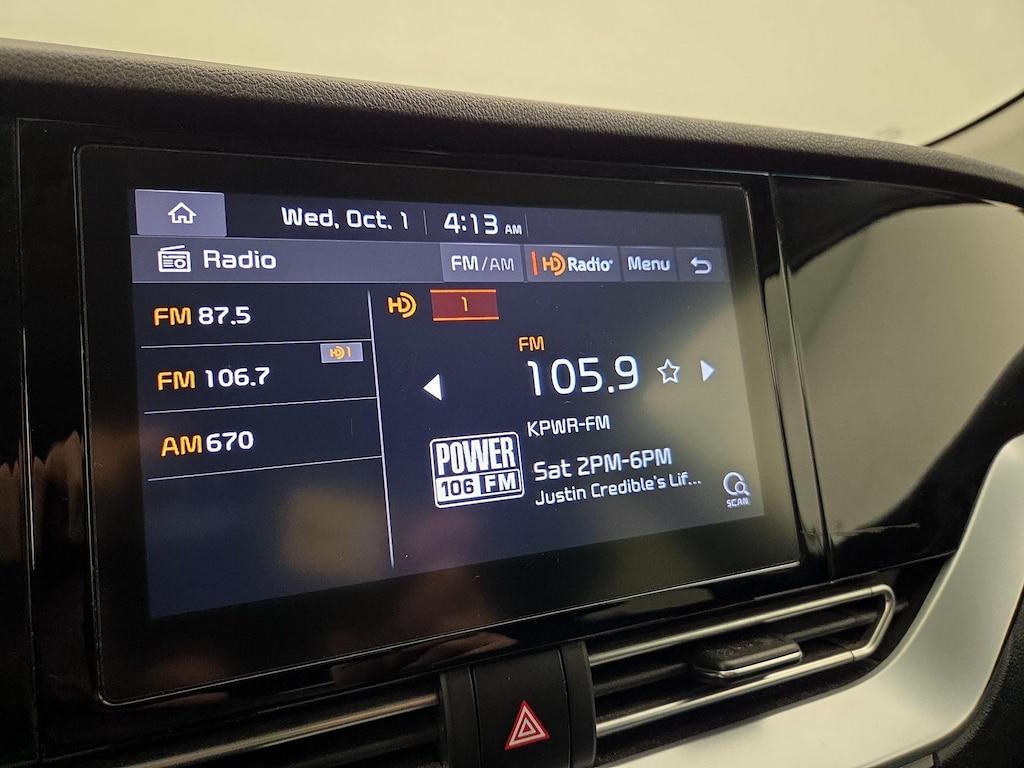 Wed, Oct. 1 4:13 AM
Radio FM/AM HD Radio Menu
FM 87.5
HD 1
FM 106.7
AM 670
HD 1
FM
105.9
KPWR-FM
POWER
106 FM
Sat 2PM-6PM
Justin Credible's Lif...
SCAN